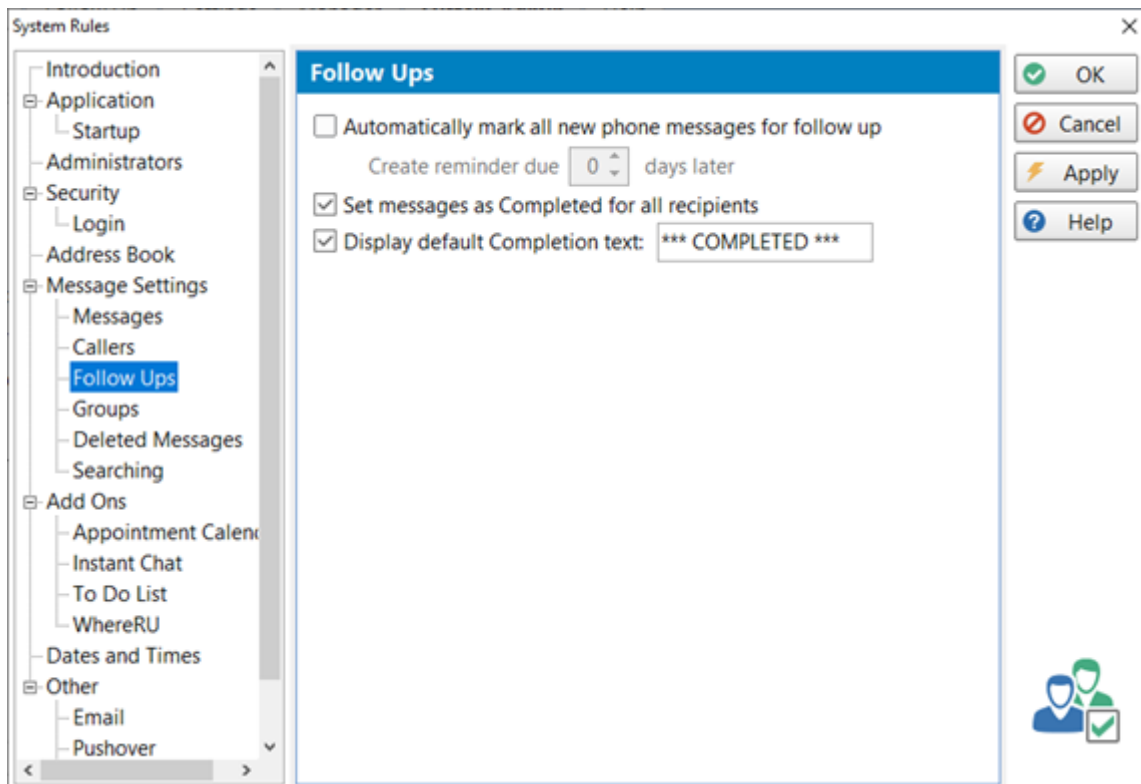 System Rules
Introduction
Application
Startup
Administrators
Security
Login
Address Book
Message Settings
Messages
Callers
Follow Ups
Groups
Deleted Messages
Searching
Add Ons
Appointment Calend
Instant Chat
To Do List
WhereRU
Dates and Times
Other
Email
Pushover
Follow Ups
Automatically mark all new phone messages for follow up
Create reminder due 0 days later
Set messages as Completed for all recipients
Display default Completion text: *** COMPLETED ***
OK
Cancel
Apply
Help